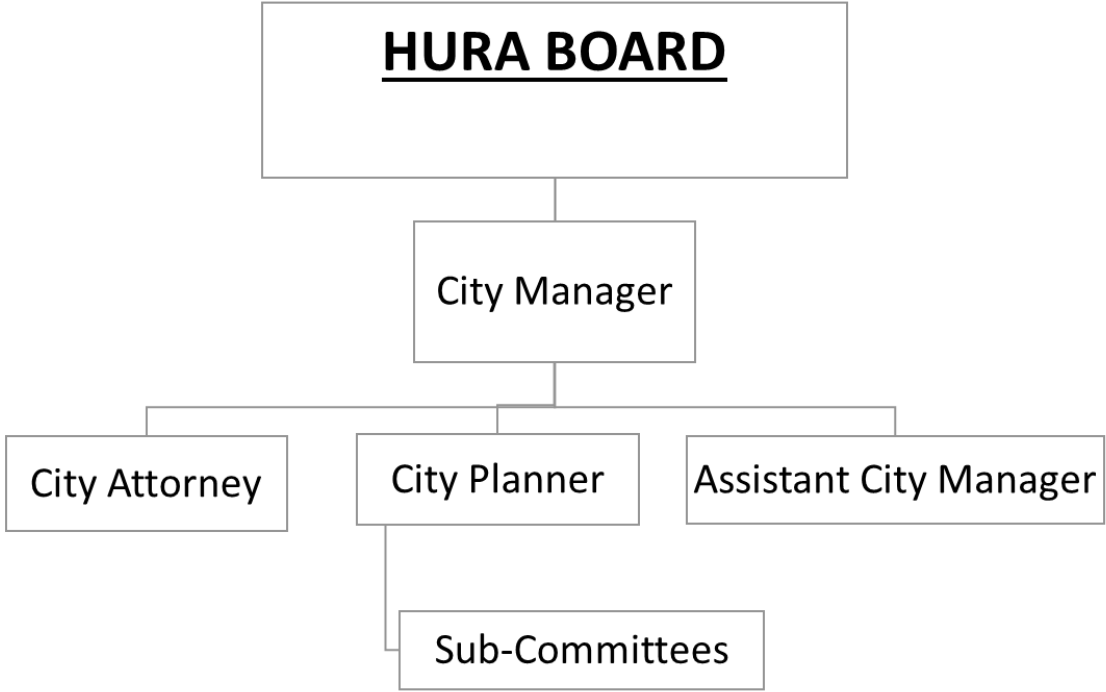 HURA BOARD
City Manager
City Attorney
City Planner
Assistant City Manager
Sub-Committees